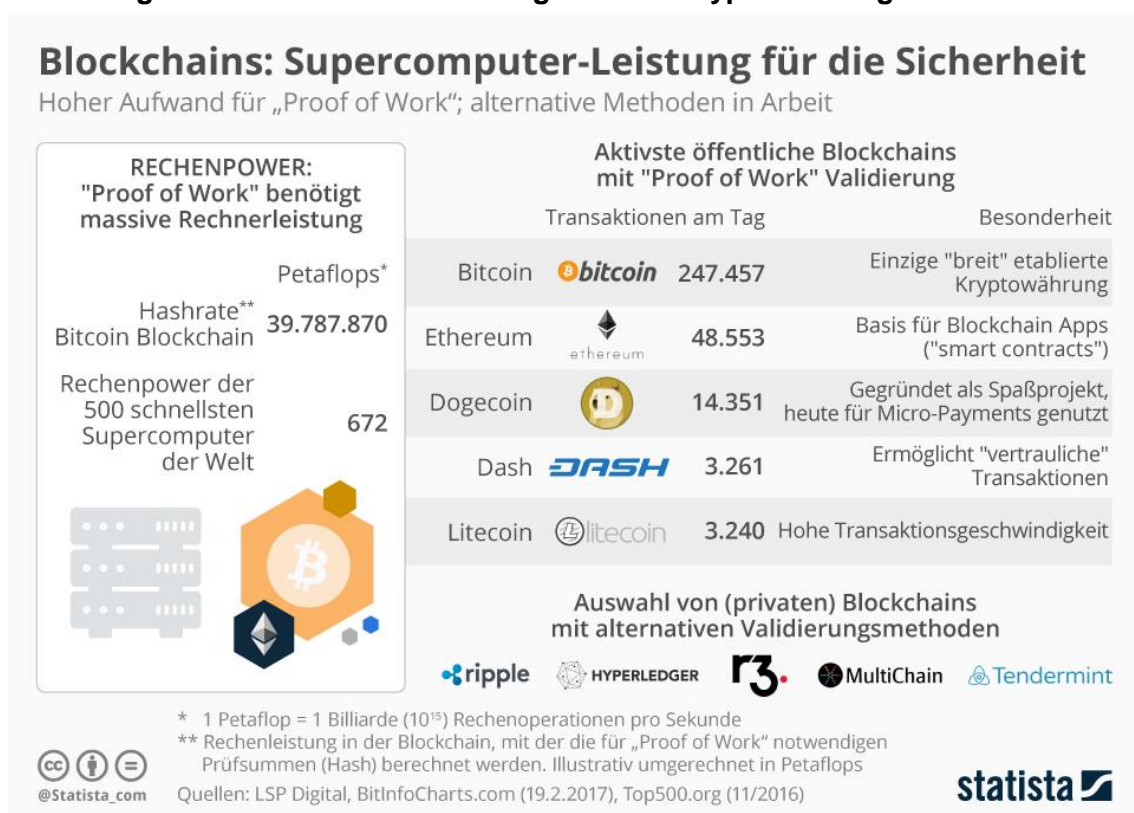 Blockchains: Supercomputer-Leistung für die Sicherheit
Hoher Aufwand für „Proof of Work“; alternative Methoden in Arbeit
RECHENPOWER:
"Proof of Work" benötigt
massive Rechnerleistung
Petaflops*
Hashrate**
Bitcoin Blockchain 39.787.870
Rechenpower der
500 schnellsten
Supercomputer
der Welt
672
Aktivste öffentliche Blockchains
mit "Proof of Work" Validierung
Transaktionen am Tag Besonderheit
Bitcoin bitcoin 247.457 Einzige "breit" etablierte
Kryptowährung
Ethereum ethereum 48.553 Basis für Blockchain Apps
("smart contracts")
Dogecoin D 14.351 Gegründet als Spaßprojekt,
heute für Micro-Payments genutzt
Dash DASH 3.261 Ermöglicht "vertrauliche"
Transaktionen
Litecoin litecoin 3.240 Hohe Transaktionsgeschwindigkeit
Auswahl von (privaten) Blockchains
mit alternativen Validierungsmethoden
ripple HYPERLEDGER r3. MultiChain Tendermint
* 1 Petaflop = 1 Billiarde (10¹⁵) Rechenoperationen pro Sekunde
** Rechenleistung in der Blockchain, mit der die für „Proof of Work“ notwendigen
Prüfsummen (Hash) berechnet werden. Illustrativ umgerechnet in Petaflops
Quellen: LSP Digital, BitInfoCharts.com (19.2.2017), Top500.org (11/2016)
cc
@Statista_com
statista